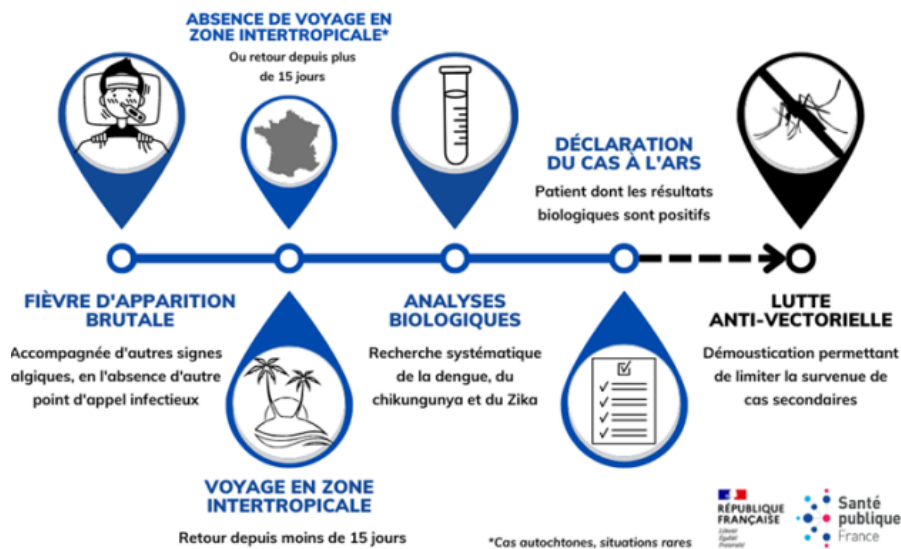 ABSENCE DE VOYAGE EN
ZONE INTERTROPICALE*
Ou retour depuis plus
de 15 jours
DÉCLARATION
DU CAS À L'ARS
Patient dont les résultats
biologiques sont positifs
FIÈVRE D'APPARITION
BRUTALE
Accompagnée d'autres signes
algiques, en l'absence d'autre
point d'appel infectieux
VOYAGE EN ZONE
INTERTROPICALE
Retour depuis moins de 15 jours
ANALYSES
BIOLOGIQUES
Recherche systématique
de la dengue, du
chikungunya et du Zika
LUTTE
ANTI-VECTORIELLE
Démoustication permettant
de limiter la survenue de
cas secondaires
*Cas autochtones, situations rares
RÉPUBLIQUE
FRANÇAISE
Liberté
Égalité
Fraternité
Santé
publique
France